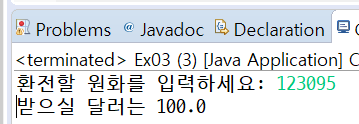 Problems @ Javadoc Declaration
<terminated> Ex03 (3) [Java Application] C
환전할 원화를 입력하세요: 123095
받으실 달러는 100.0